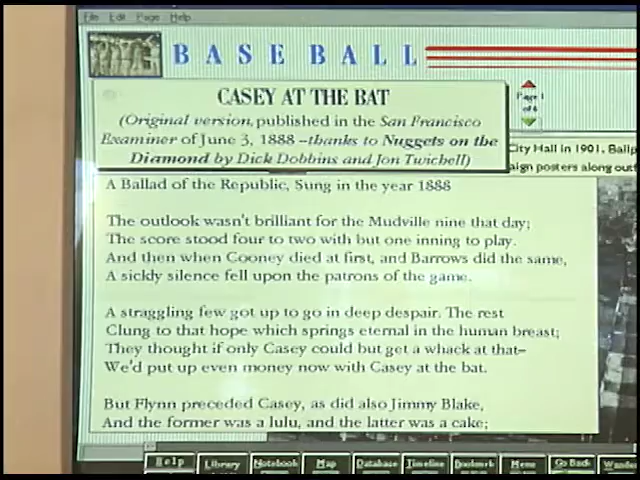 File Edit Page Help
BASEBALL
CASEY AT THE BAT
(Original version, published in the San Francisco
Examiner of June 3, 1888 --thanks to Nuggets on the
Diamond by Dick Dobbins and Jon Twichell)
Page 1
of 6
City Hall in 1901, Ballp
aign posters along out
A Ballad of the Republic, Sung in the year 1888
The outlook wasn't brilliant for the Mudville nine that day;
The score stood four to two with but one inning to play.
And then when Cooney died at first, and Barrows did the same,
A sickly silence fell upon the patrons of the game.
A straggling few got up to go in deep despair. The rest
Clung to that hope which springs eternal in the human breast;
They thought if only Casey could but get a whack at that--
We'd put up even money now with Casey at the bat.
But Flynn preceded Casey, as did also Jimmy Blake,
And the former was a lulu, and the latter was a cake;
Help Library Notebook Map Database Timeline Bookmark Menu Go Back Wande